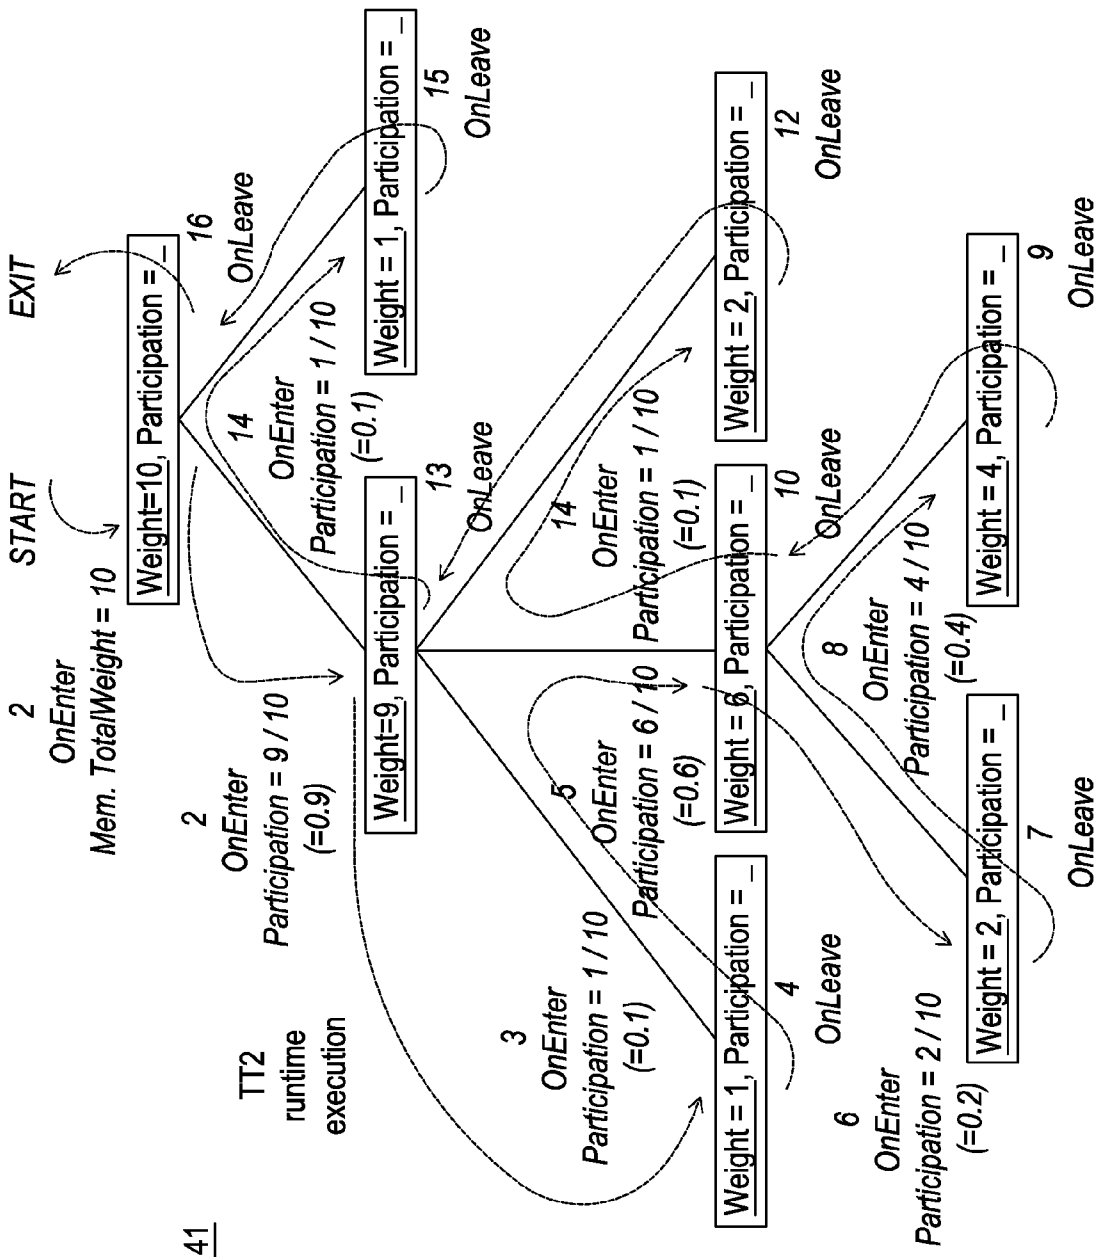 41
START
EXIT
2
OnEnter
Mem. TotalWeight = 10
Weight=10, Participation = _
16
OnLeave
2
OnEnter
Participation = 9 / 10
(=0.9)
14
OnEnter
Participation = 1 / 10
(=0.1)
TT2
runtime
execution
Weight=9, Participation = _
13
OnLeave
Weight = 1, Participation = _
15
OnLeave
3
OnEnter
Participation = 1 / 10
(=0.1)
5
OnEnter
Participation = 6 / 10
(=0.6)
14
OnEnter
Participation = 1 / 10
(=0.1)
Weight = 1, Participation = _
4
OnLeave
Weight = 6, Participation = _
10
OnLeave
Weight = 2, Participation = _
12
OnLeave
6
OnEnter
Participation = 2 / 10
(=0.2)
8
OnEnter
Participation = 4 / 10
(=0.4)
Weight = 2, Participation = _
7
OnLeave
Weight = 4, Participation = _
9
OnLeave